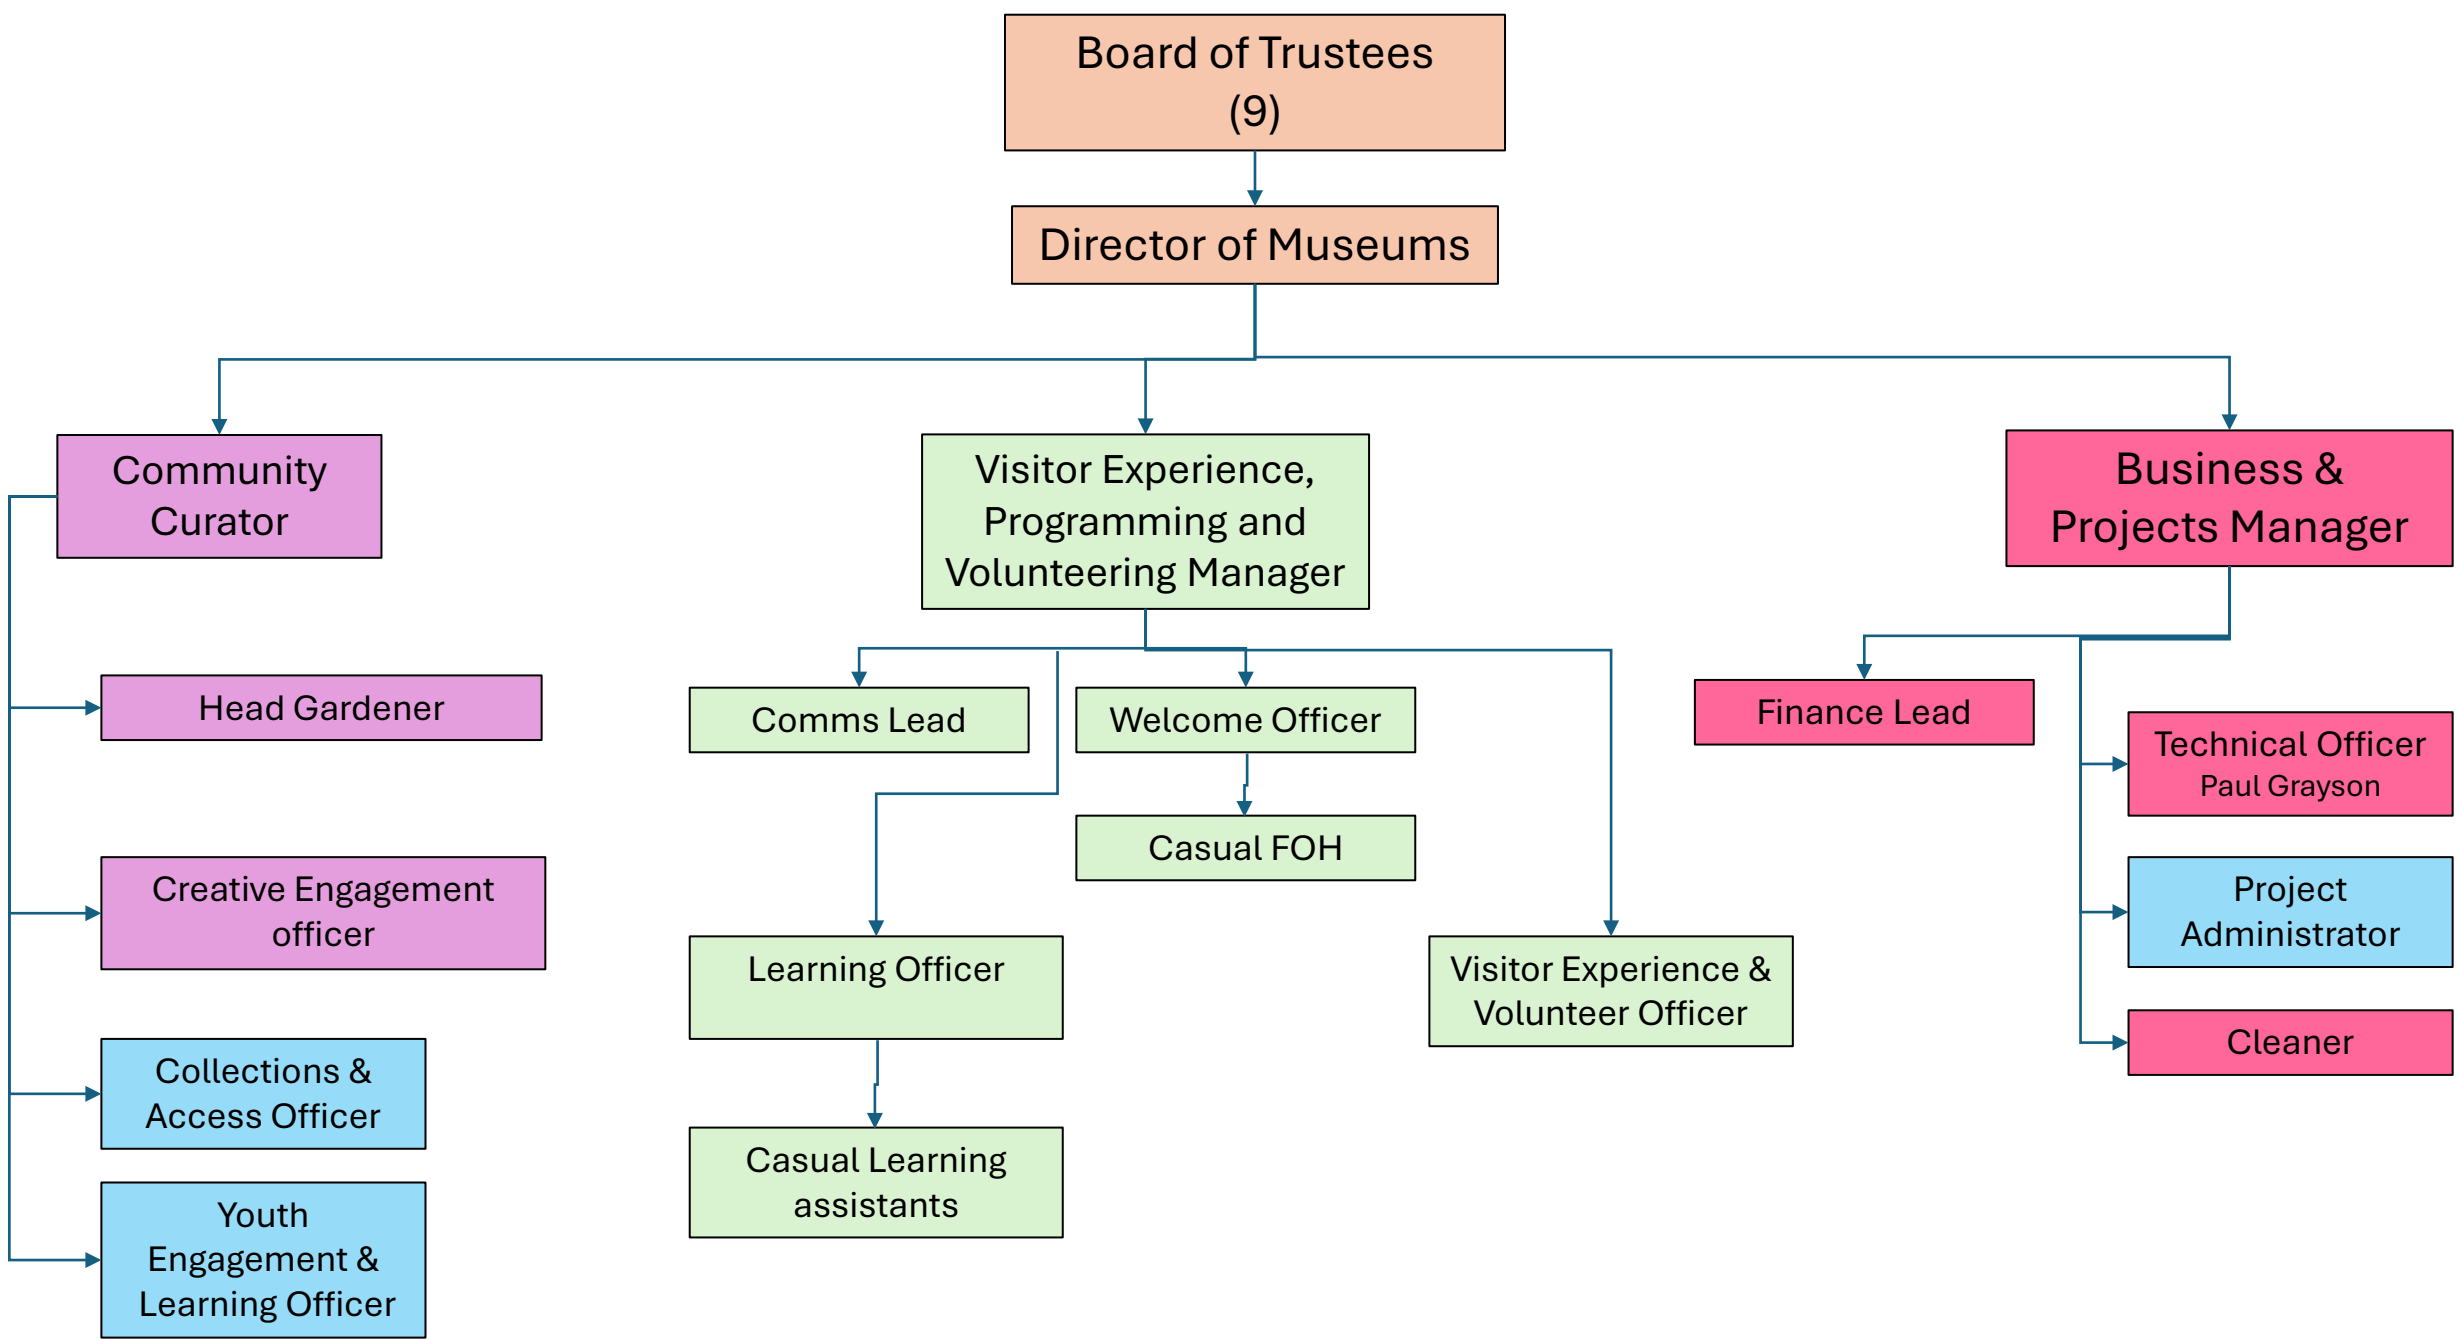 Board of Trustees
(9)
Director of Museums
Community
Curator
Visitor Experience,
Programming and
Volunteering Manager
Business &
Projects Manager
Head Gardener
Creative Engagement
officer
Collections &
Access Officer
Youth
Engagement &
Learning Officer
Comms Lead
Welcome Officer
Casual FOH
Learning Officer
Casual Learning
assistants
Visitor Experience &
Volunteer Officer
Finance Lead
Technical Officer
Paul Grayson
Project
Administrator
Cleaner